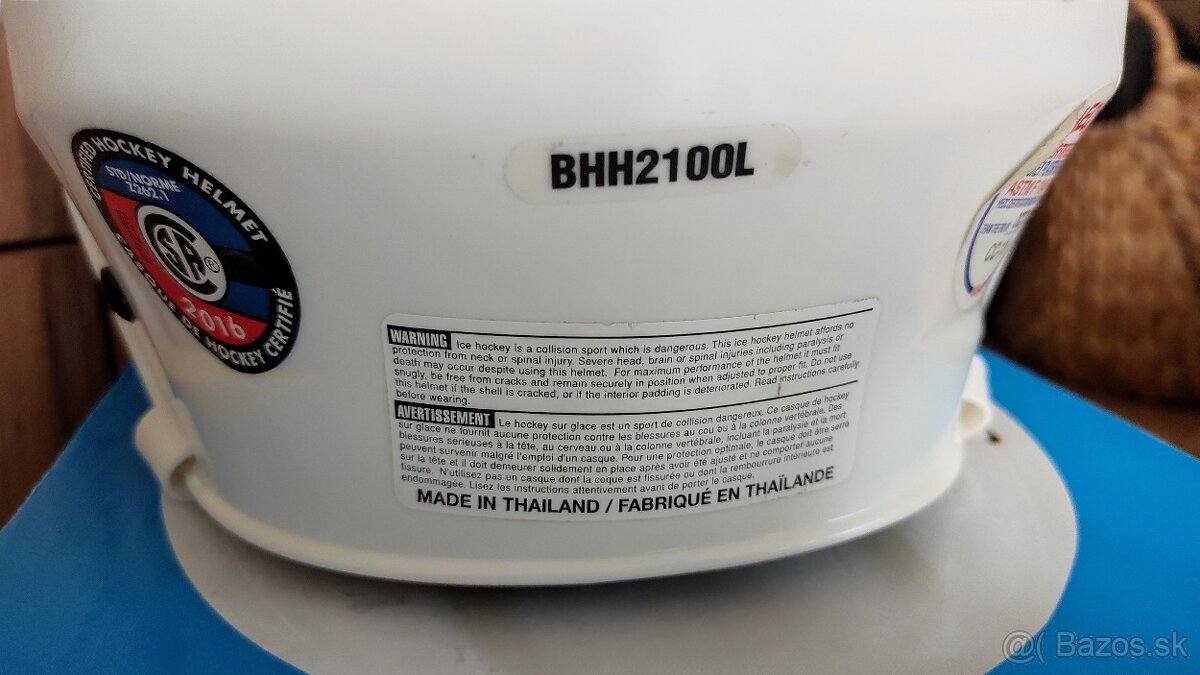 CERTIFIED HOCKEY HELMET
STD/NORME
Z262.1
CSA®
2016
CASQUE DE HOCKEY CERTIFIÉ
BHH2100L
ASTM F
WARNING Ice hockey is a collision sport which is dangerous. This ice hockey helmet affords no
protection from neck or spinal injury. Severe head, brain or spinal injuries including paralysis or
death may occur despite using this helmet. For maximum performance of the helmet it must fit
snugly, be free from cracks and remain securely in position when adjusted to proper fit. Do not use
this helmet if the shell is cracked, or if the interior padding is deteriorated. Read instructions carefully
before wearing.
AVERTISSEMENT Le hockey sur glace est un sport de collision dangereux. Ce casque de hockey
sur glace ne fournit aucune protection contre les blessures au cou ou à la colonne vertébrale. Des
blessures sérieuses à la tête, au cerveau ou à la colonne vertébrale, incluant la paralysie et la mort
peuvent survenir malgré l'emploi d'un casque. Pour une protection optimale, le casque doit être serré
sur la tête et il doit demeurer solidement en place après avoir été ajusté et ne comporter aucune
fissure. N'utilisez pas un casque dont la coque est fissurée ou dont la rembourrure intérieure est
endommagée. Lisez les instructions attentivement avant de porter le casque.
MADE IN THAILAND / FABRIQUÉ EN THAÏLANDE
@( Bazos.sk